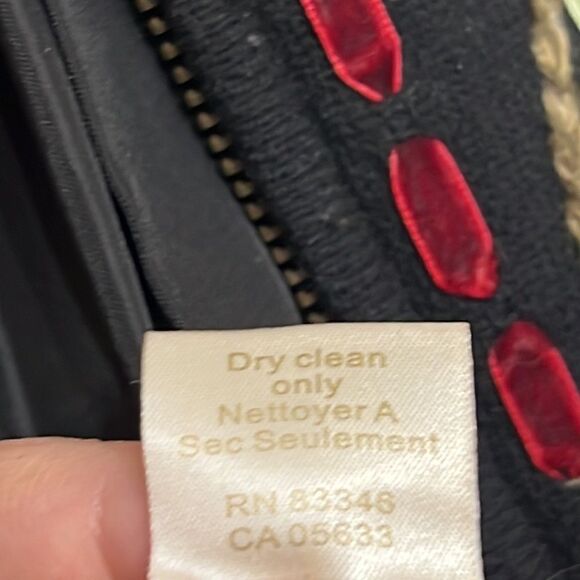 Dry clean
only
Nettoyer A
Sec Seulement
RN 83346
CA 05633